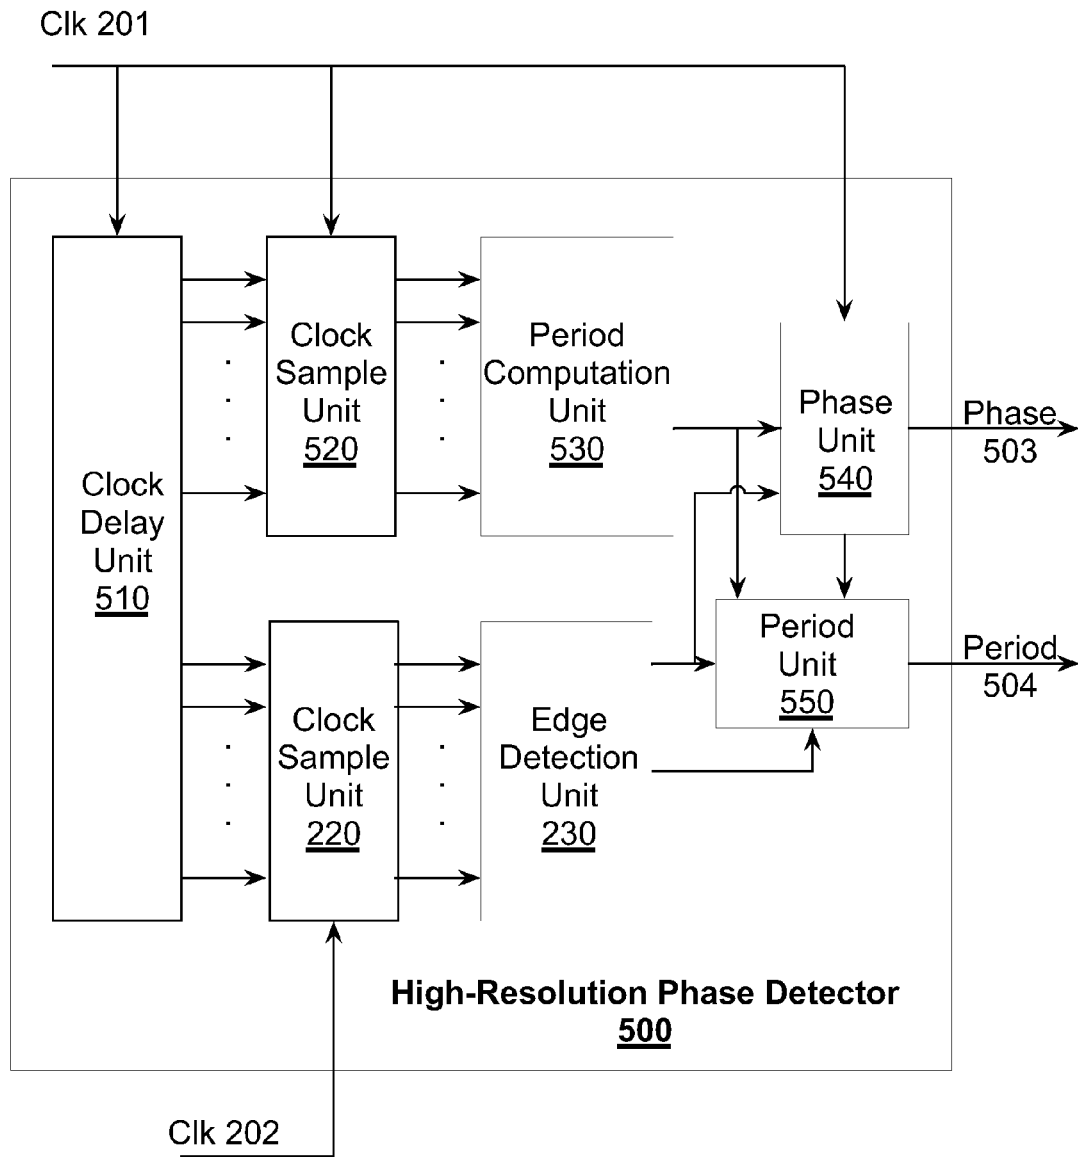 Clk 201
Clock
Delay
Unit
510
Clock
Sample
Unit
520
Period
Computation
Unit
530
Phase
Unit
540
Phase
503
Clock
Sample
Unit
220
Edge
Detection
Unit
230
Period
Unit
550
Period
504
High-Resolution Phase Detector
500
Clk 202